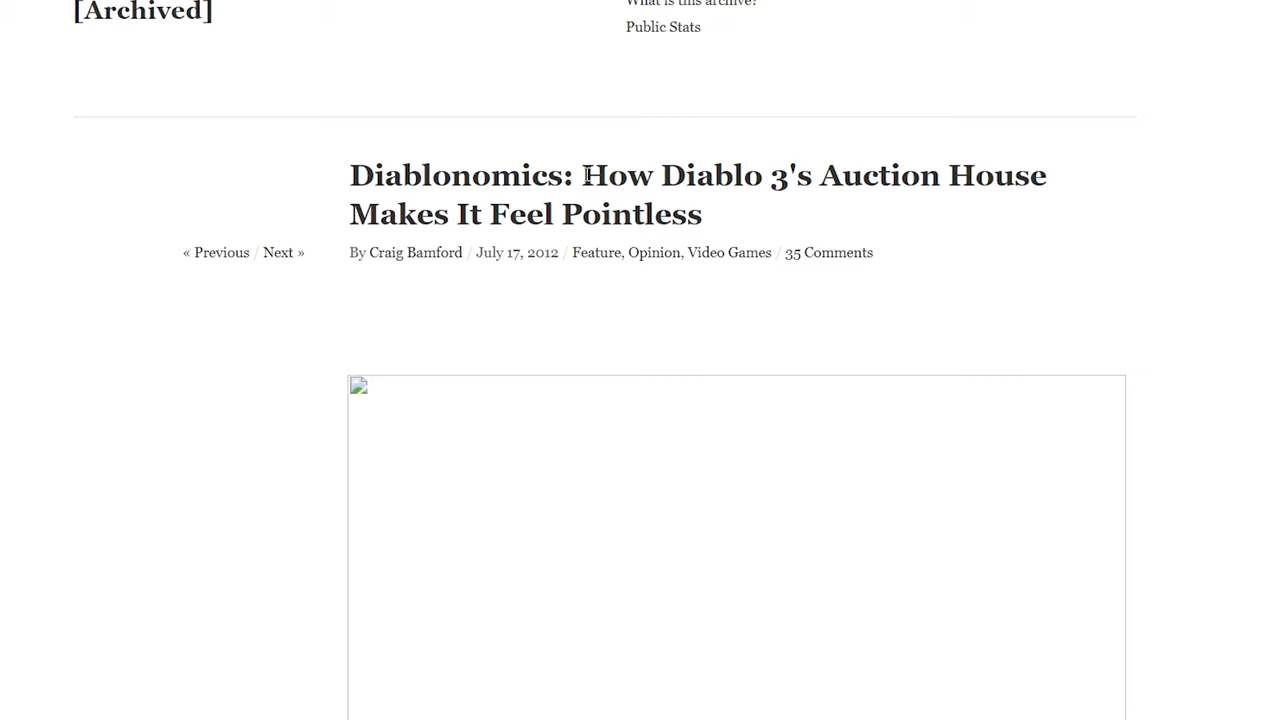 [Archived]
What is this archive?
Public Stats
Diablonomics: How Diablo 3's Auction House
Makes It Feel Pointless
« Previous / Next »
By Craig Bamford / July 17, 2012 / Feature, Opinion, Video Games / 35 Comments